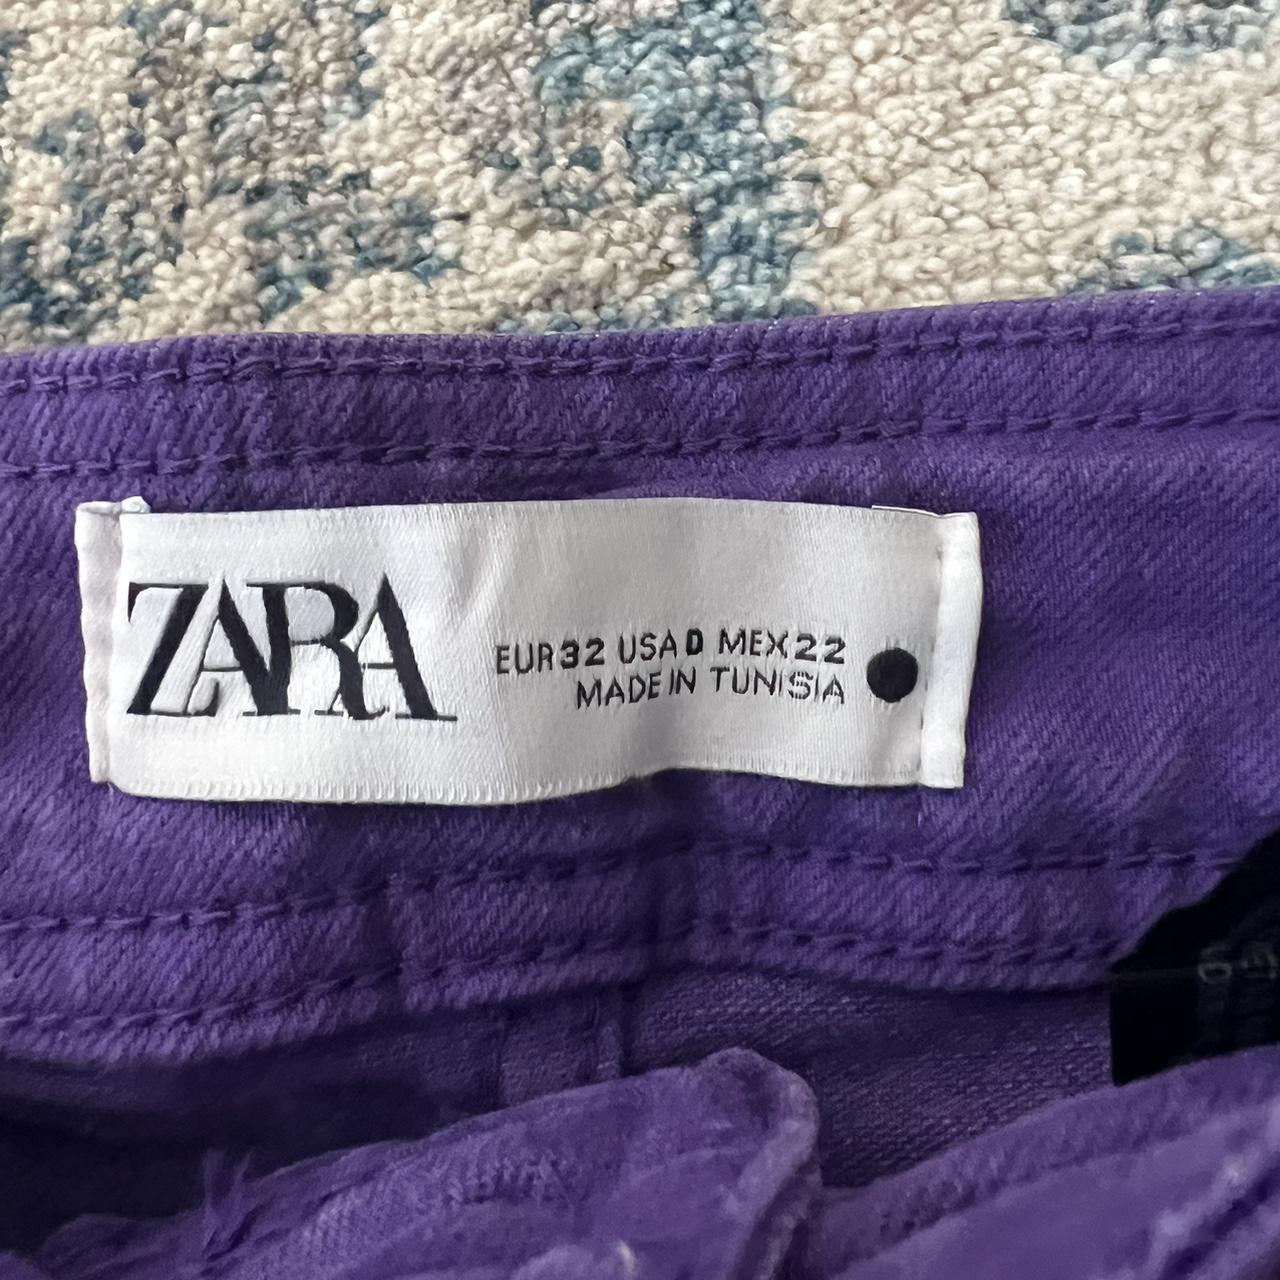 ZARA
EUR 32 USA 0 MEX 22
MADE IN TUNISIA